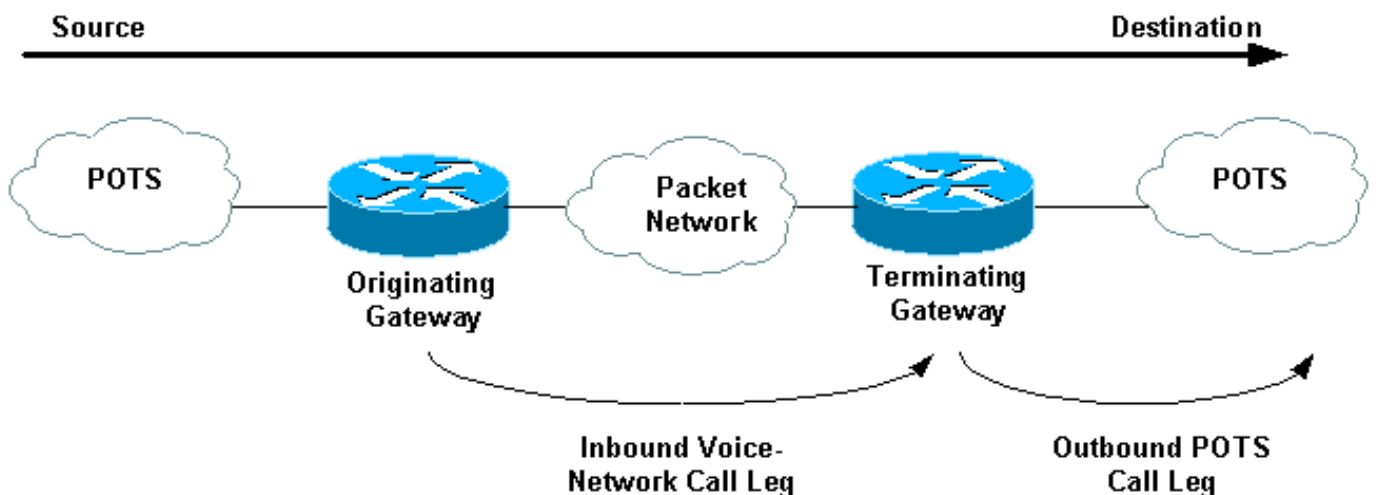 Source
Destination
POTS
Packet
Network
POTS
Originating
Gateway
Terminating
Gateway
Inbound Voice-
Network Call Leg
Outbound POTS
Call Leg